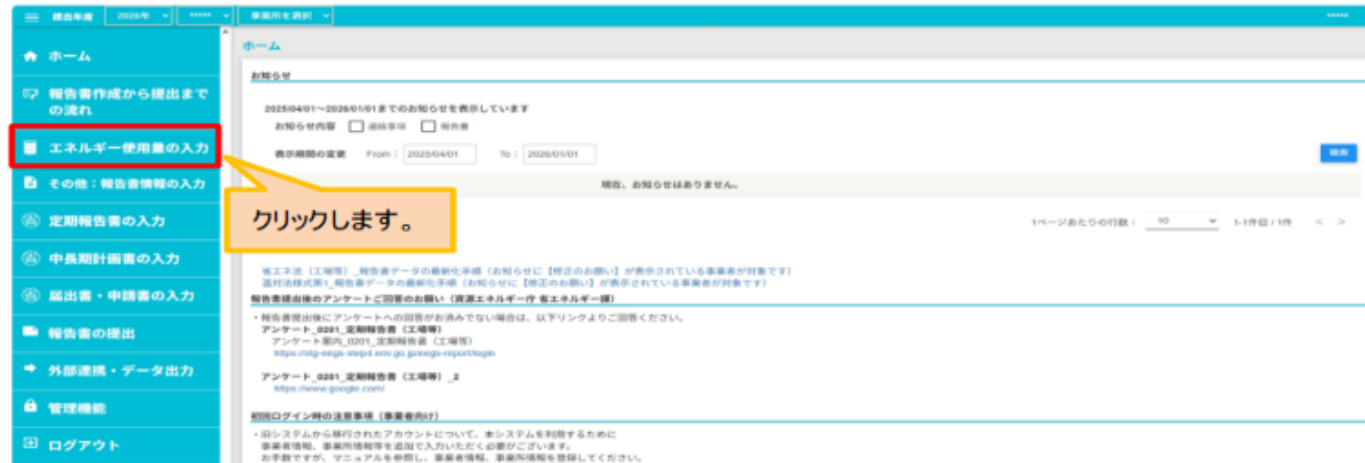 提出年度 2026年 ***** 事業所を選択 *****
ホーム
報告書作成から提出まで
の流れ
エネルギー使用量の入力
その他：報告書情報の入力
定期報告書の入力
中長期計画書の入力
届出書・申請書の入力
報告書の提出
外部連携・データ出力
管理機能
ログアウト
クリックします。
ホーム
お知らせ
2025/04/01～2026/01/01までのお知らせを表示しています
お知らせ内容 連絡事項 報告書
表示期間の変更 From： 2025/04/01 To： 2026/01/01 検索
現在、お知らせはありません。
1ページあたりの行数： 10 1-1件目 / 1件 < >
省エネ法（工場等）_報告書データの最新化手順（お知らせに【修正のお願い】が表示されている事業者が対象です）
温対法様式第1_報告書データの最新化手順（お知らせに【修正のお願い】が表示されている事業者が対象です）
報告書提出後のアンケートご回答のお願い（資源エネルギー庁 省エネルギー課）
・報告書提出後にアンケートへの回答がお済みでない場合は、以下リンクよりご回答ください。
アンケート_0201_定期報告書（工場等）
アンケート案内_0201_定期報告書（工場等）
https://stg-eegs-step4.env.go.jp/eegs-report/login
アンケート_0201_定期報告書（工場等）_2
https://www.google.com/
初回ログイン時の注意事項（事業者向け）
・旧システムから移行されたアカウントについて、本システムを利用するために
事業者情報、事業所情報等を追加で入力いただく必要がございます。
お手数ですが、マニュアルを参照し、事業者情報、事業所情報を登録してください。